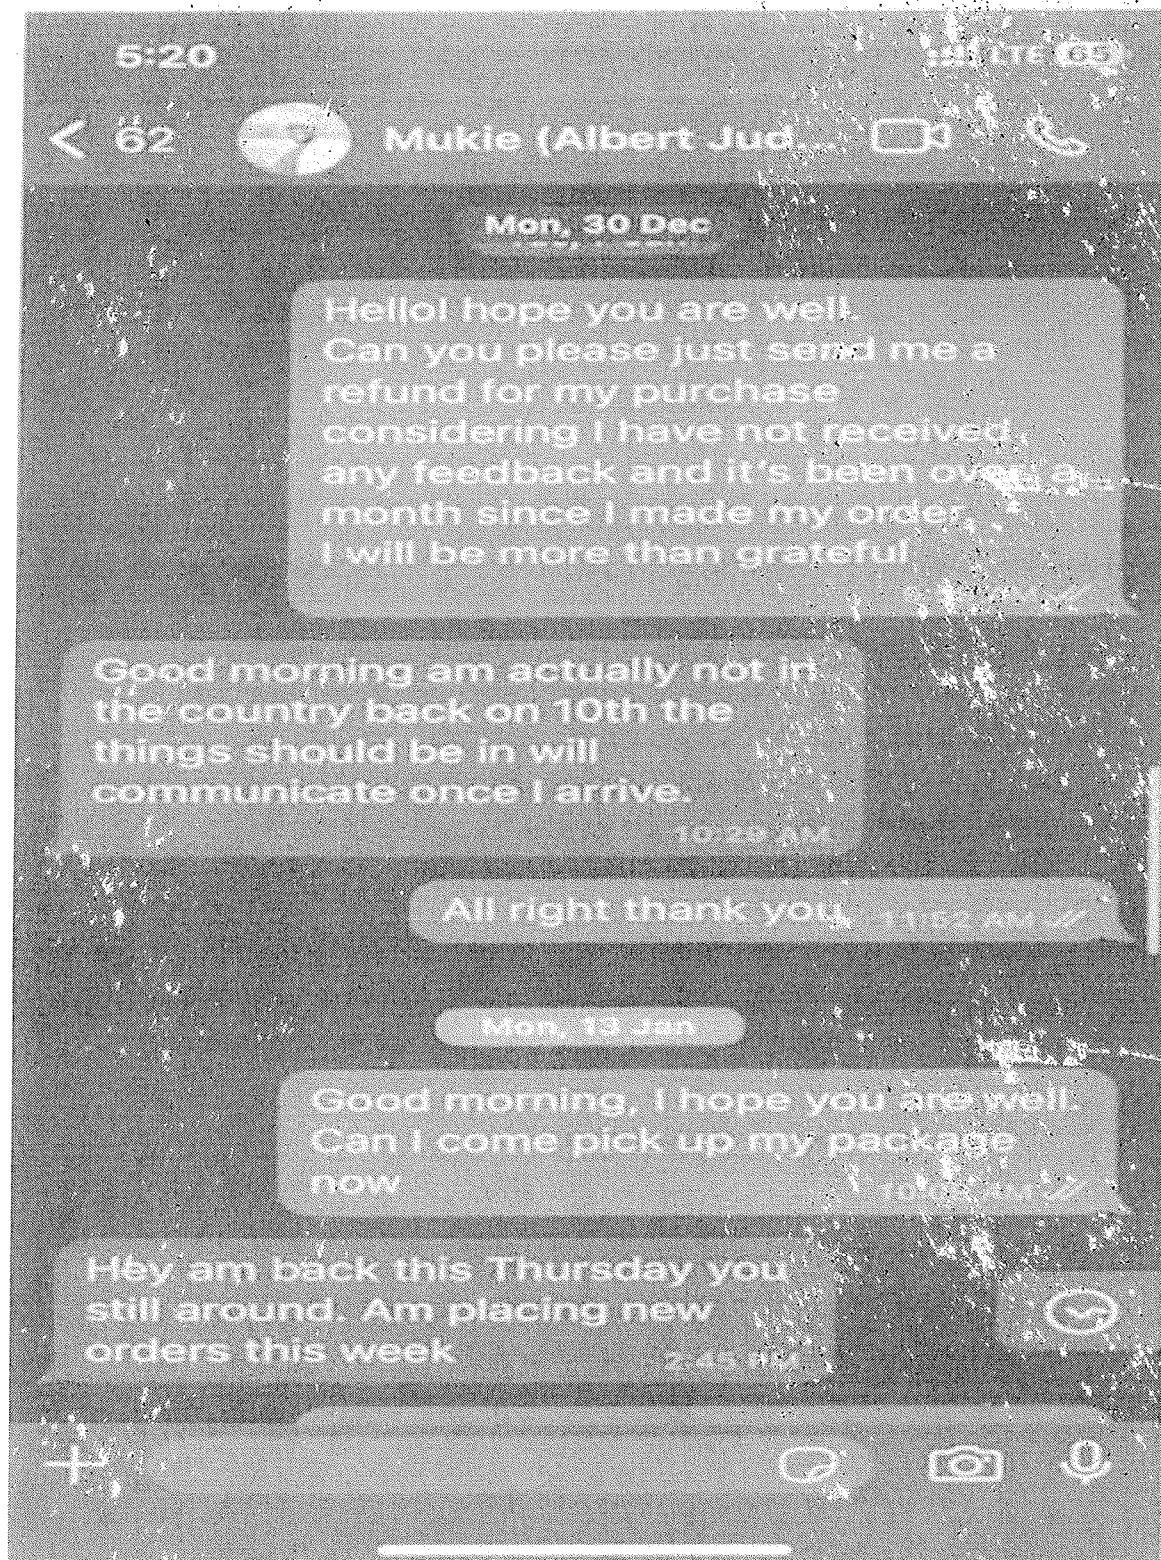 5:20
LTE 65
62 Mukie (Albert Jud...
Mon, 30 Dec
Hello! hope you are well.
Can you please just send me a
refund for my purchase
considering I have not received
any feedback and it's been over a
month since I made my order
I will be more than grateful
Good morning am actually not in
the country back on 10th the
things should be in will
communicate once I arrive.
10:29 AM
All right thank you
11:52 AM
Mon, 13 Jan
Good morning, I hope you are well.
Can I come pick up my package
now
Hey am back this Thursday you
still around. Am placing new
orders this week
2:45 PM